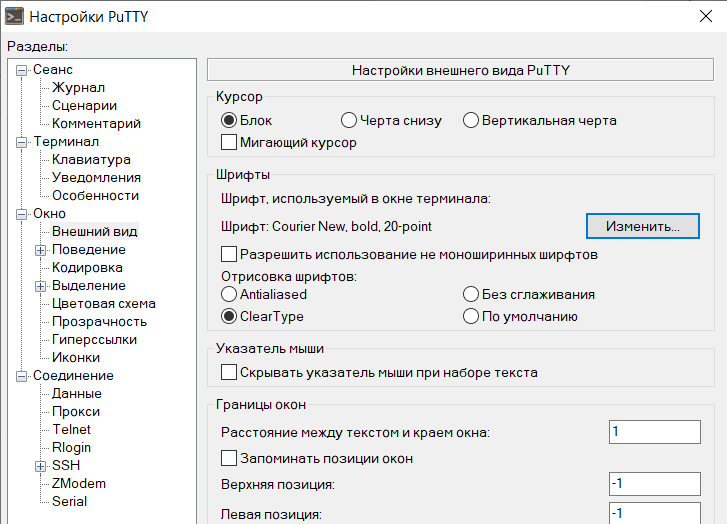 Настройки PuTTY
Разделы:
Сеанс
Журнал
Сценарии
Комментарий
Терминал
Клавиатура
Уведомления
Особенности
Окно
Внешний вид
Поведение
Кодировка
Выделение
Цветовая схема
Прозрачность
Гиперссылки
Иконки
Соединение
Данные
Прокси
Telnet
Rlogin
SSH
ZModem
Serial
Настройки внешнего вида PuTTY
Курсор
Блок Черта снизу Вертикальная черта
Мигающий курсор
Шрифты
Шрифт, используемый в окне терминала:
Шрифт: Courier New, bold, 20-point Изменить...
Разрешить использование не моноширинных ширфтов
Отрисовка шрифтов:
Antialiased Без сглаживания
ClearType По умолчанию
Указатель мыши
Скрывать указатель мыши при наборе текста
Границы окон
Расстояние между текстом и краем окна: 1
Запоминать позиции окон
Верхняя позиция: -1
Левая позиция: -1